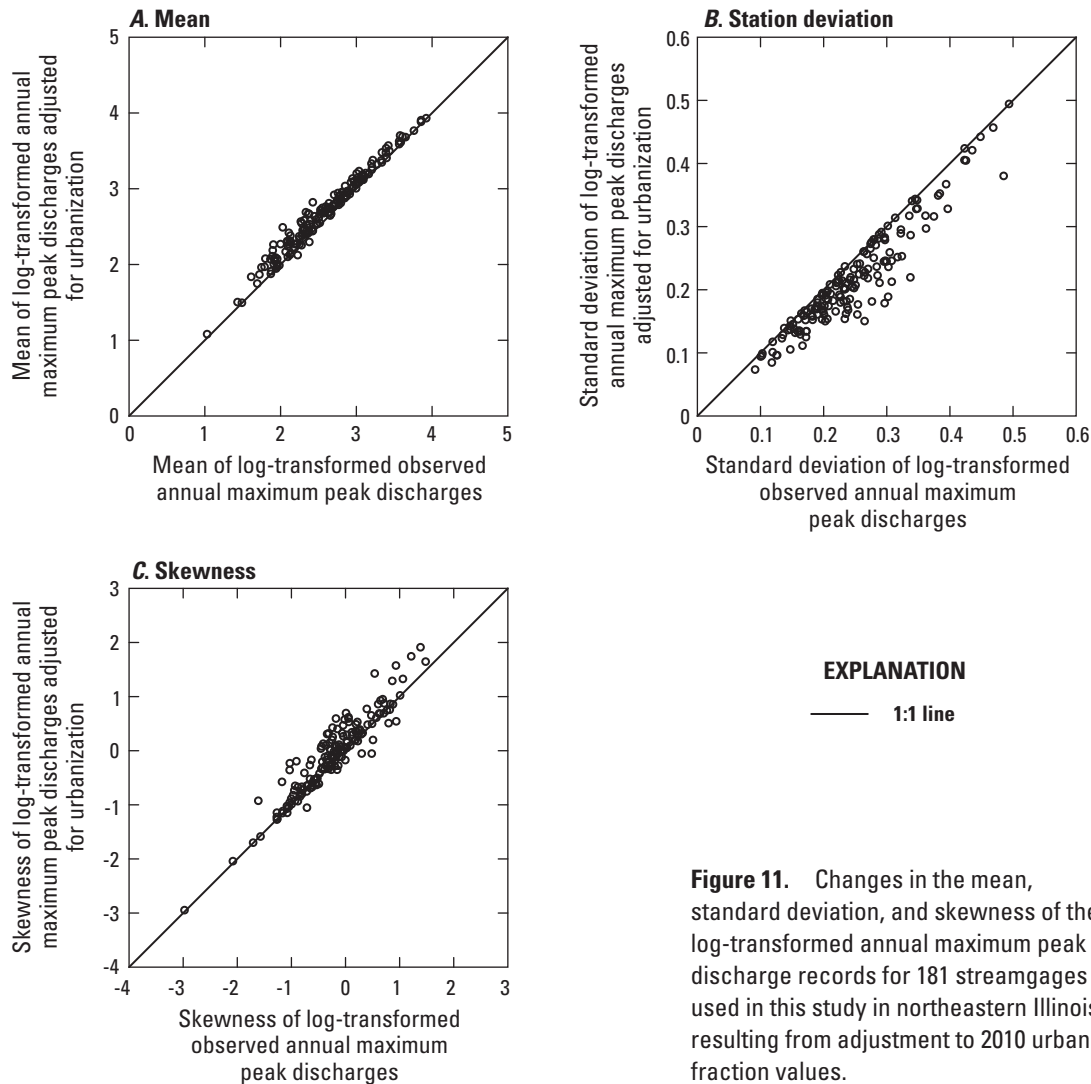 A. Mean
5
4
3
2
1
0
0 1 2 3 4 5
Mean of log-transformed annual
maximum peak discharges adjusted
for urbanization
Mean of log-transformed observed
annual maximum peak discharges
B. Station deviation
0.6
0.5
0.4
0.3
0.2
0.1
0
0 0.1 0.2 0.3 0.4 0.5 0.6
Standard deviation of log-transformed
annual maximum peak discharges
adjusted for urbanization
Standard deviation of log-transformed
observed annual maximum
peak discharges
C. Skewness
3
2
1
0
-1
-2
-3
-4
-4 -3 -2 -1 0 1 2 3
Skewness of log-transformed annual
maximum peak discharges adjusted
for urbanization
Skewness of log-transformed
observed annual maximum
peak discharges
EXPLANATION
1:1 line
Figure 11. Changes in the mean,
standard deviation, and skewness of the
log-transformed annual maximum peak
discharge records for 181 streamgages
used in this study in northeastern Illinois
resulting from adjustment to 2010 urban
fraction values.